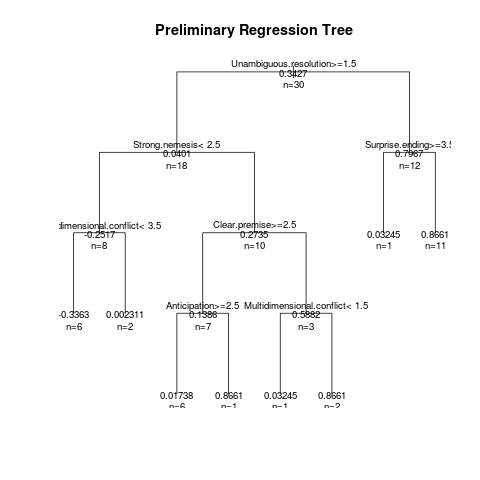 Preliminary Regression Tree
Unambiguous.resolution>=1.5
0.3427
n=30
Strong.nemesis< 2.5
0.0401
n=18
Surprise.ending>=3.5
0.7967
n=12
dimensional.conflict< 3.5
-0.2517
n=8
Clear.premise>=2.5
0.2735
n=10
0.03245
n=1
0.8661
n=11
-0.3363
n=6
0.002311
n=2
Anticipation>=2.5
0.1386
n=7
Multidimensional.conflict< 1.5
0.5882
n=3
0.01738
n=6
0.8661
n=1
0.03245
n=1
0.8661
n=2